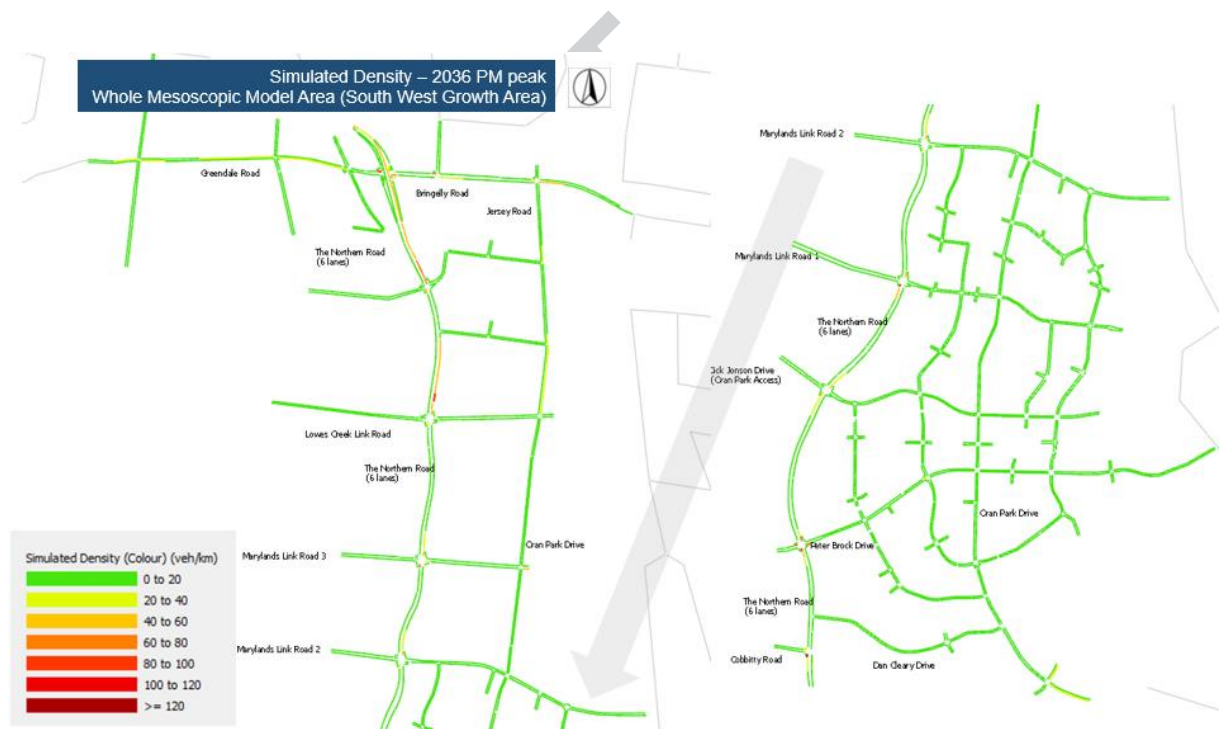 Simulated Density – 2036 PM peak
Whole Mesoscopic Model Area (South West Growth Area)
Greendale Road
Bringelly Road
Jersey Road
The Northern Road
(6 lanes)
Lowes Creek Link Road
The Northern Road
(6 lanes)
Marylands Link Road 3
Cran Park Drive
Marylands Link Road 2
Simulated Density (Colour) (veh/km)
0 to 20
20 to 40
40 to 60
60 to 80
80 to 100
100 to 120
>= 120
Marylands Link Road 2
Marylands Link Road 1
The Northern Road
(6 lanes)
Jonson Drive
(Cran Park Access)
Cran Park Drive
Peter Brock Drive
The Northern Road
(6 lanes)
Cobbitty Road
Dan Cleary Drive